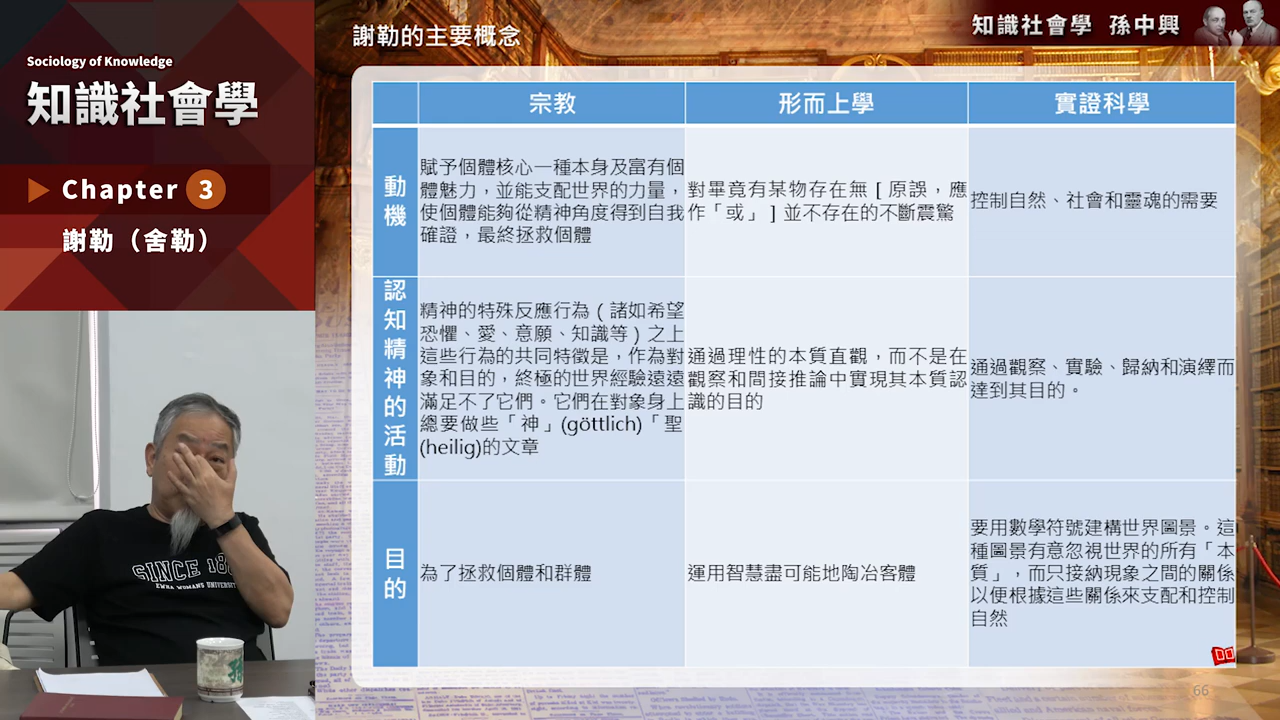 Sociology of Knowledge
知識社會學
Chapter 3
謝勒（舍勒）
謝勒的主要概念
知識社會學 孫中興
宗教
形而上學
實證科學
動機
賦予個體核心一種本身及富有個
體魅力，並能支配世界的力量，
使個體能夠從精神角度得到自我
確證，最終拯救個體
對畢竟有某物存在無［原誤，應
作「或」］並不存在的不斷震驚
控制自然、社會和靈魂的需要
認知精神的活動
精神的特殊反應行為（諸如希望
恐懼、愛、意願、知識等）之上
這些行為的共同特徵是，作為對
象和目的，終極的世界經驗遠遠
滿足不了它們。它們在對象身上
總要做些「神」(göttlich)「聖
(heilig)的文章
通過理性的本質直觀，而不是在
觀察和間接推論中實現其本質認
識的目的
通過觀察、實驗、歸納和演繹而
達到其目的。
目的
為了拯救個體和群體
運用智慧盡可能地陶冶客體
要用數學符號建構世界圖景。這
種圖景有意忽視世界的所有「本
質」，而只接納現象之間的關係
以便根據這些關係來支配和控制
自然
66
SINCE 18
EWHA WOMANS UNIVERSITY